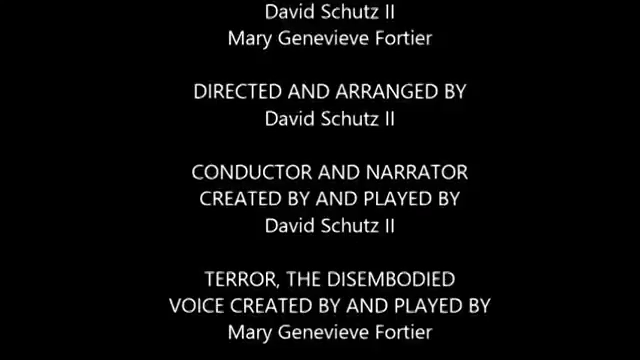 David Schutz II
Mary Genevieve Fortier
DIRECTED AND ARRANGED BY
David Schutz II
CONDUCTOR AND NARRATOR
CREATED BY AND PLAYED BY
David Schutz II
TERROR, THE DISEMBODIED
VOICE CREATED BY AND PLAYED BY
Mary Genevieve Fortier